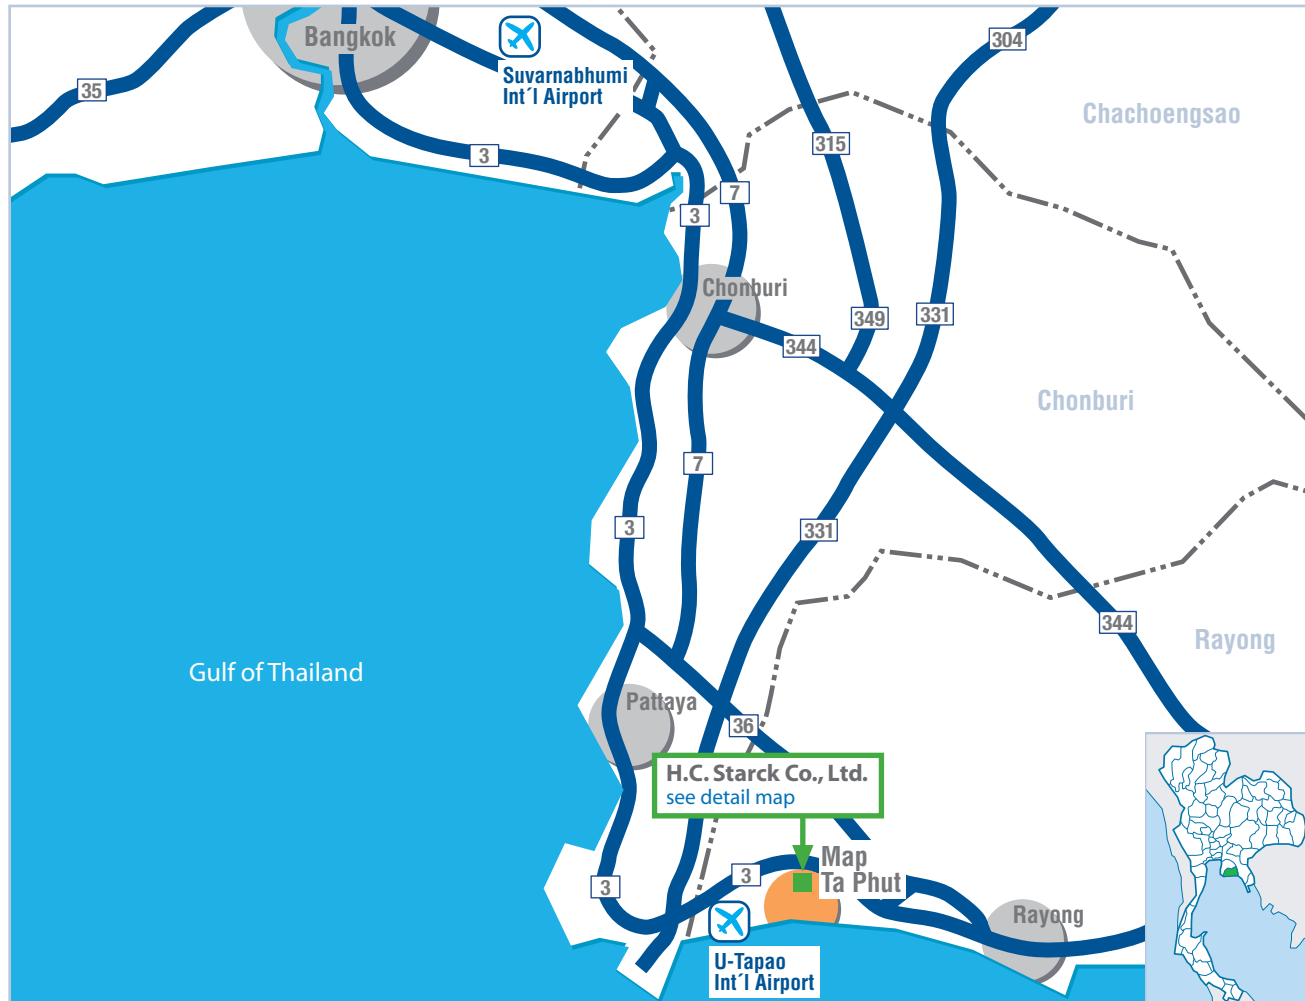 Bangkok
304
35
Suvarnabhumi
Int´l Airport
Chachoengsao
315
3
7
3
Chonburi
349
331
344
Chonburi
7
3
331
344
Rayong
Gulf of Thailand
Pattaya
36
H.C. Starck Co., Ltd.
see detail map
Map
Ta Phut
3
3
Rayong
U-Tapao
Int´l Airport